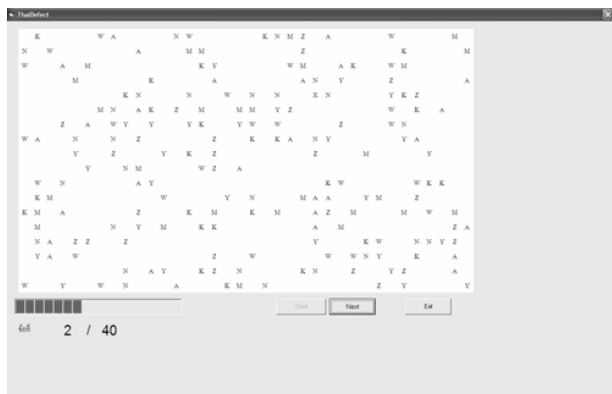 ThaiDefect
K W A N W K N M Z A W M
N W A M M Z K M
W A M K Y W M A K W M
M K A A N Y Z A
K N N W N N X N Y K Z
M N A K Z M M M Y Z W K A
Z A W Y Y Y K Y W W Z W N
W A N N Z Z K K A N Y Y A
Y Z Y K Z Z M Y
Y N M W Z A
W N A Y K W W K K
K M W Y N M A A Y M Z
K M A Z K M K M A Z M M W M
M N Y M K K A M Z A
N A Z Z Z Y K W N N Y Z
Y A W Z W W W N Y K A
N A Y K Z N K N Z Y Z A
W Y W N A K M N Z Y Y
Start Next Exit
2 / 40